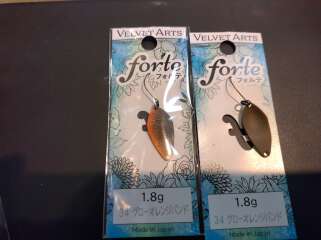 VELVET ARTS
forte
フォルテ
1.8g
34 グローオレンジバンド
Made in Japan
VELVET ARTS
forte
フォルテ
1.8g
34 グローオレンジバンド
Made in Japan